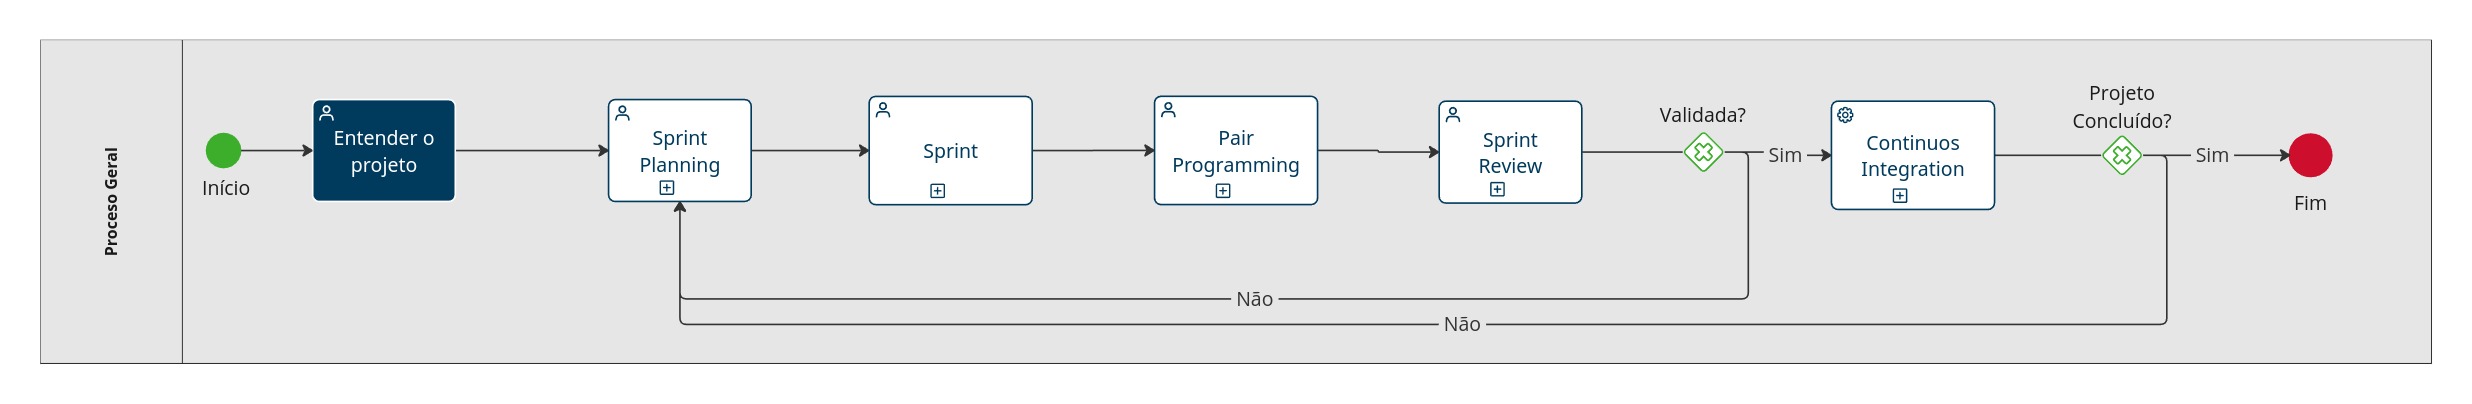 Proceso Geral
Início
Entender o
projeto
Sprint
Planning
Sprint
Pair
Programming
Sprint
Review
Validada?
Sim
Continuos
Integration
Projeto
Concluído?
Sim
Fim
Não
Não